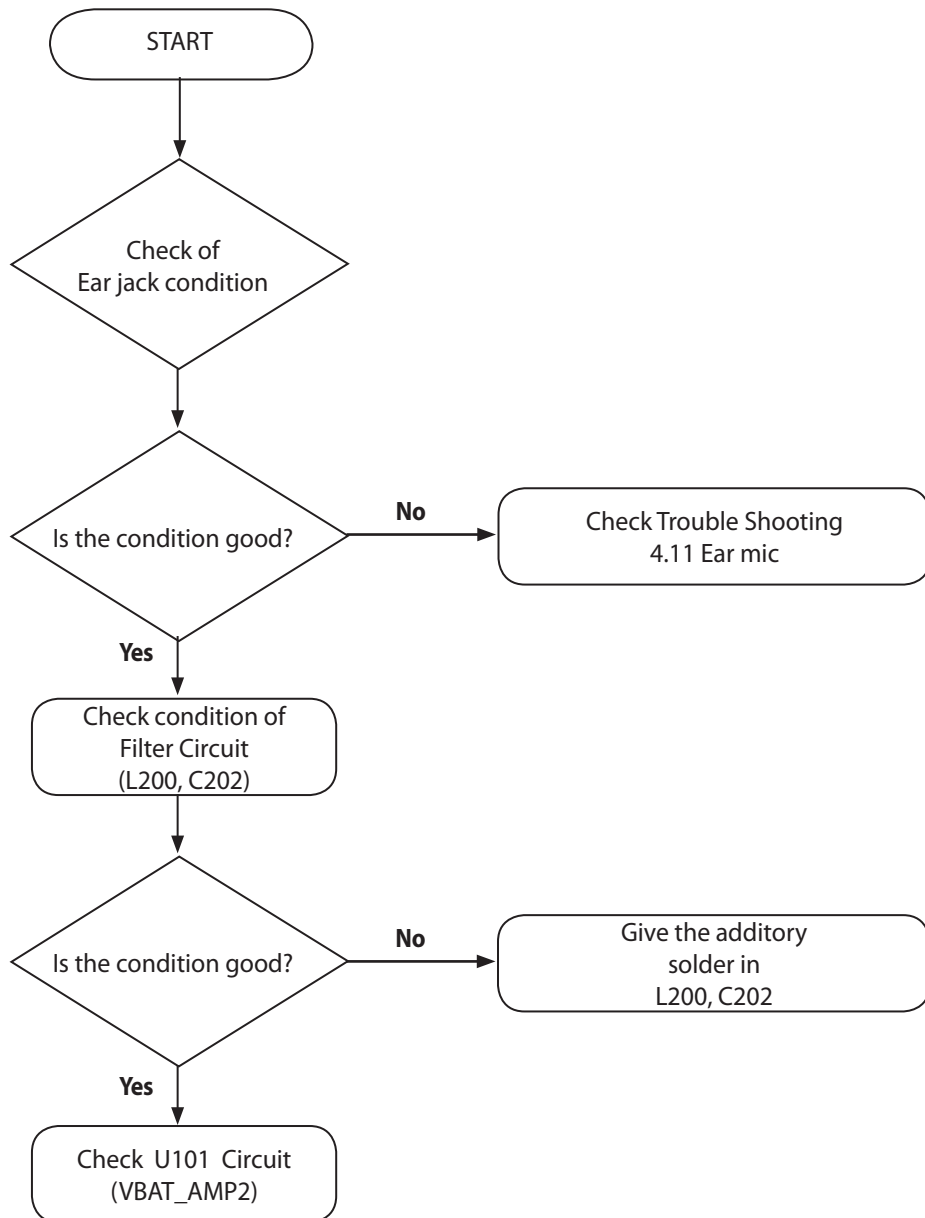 START
Check of
Ear jack condition
Is the condition good?
No
Check Trouble Shooting
4.11 Ear mic
Yes
Check condition of
Filter Circuit
(L200, C202)
Is the condition good?
No
Give the additory
solder in
L200, C202
Yes
Check U101 Circuit
(VBAT_AMP2)